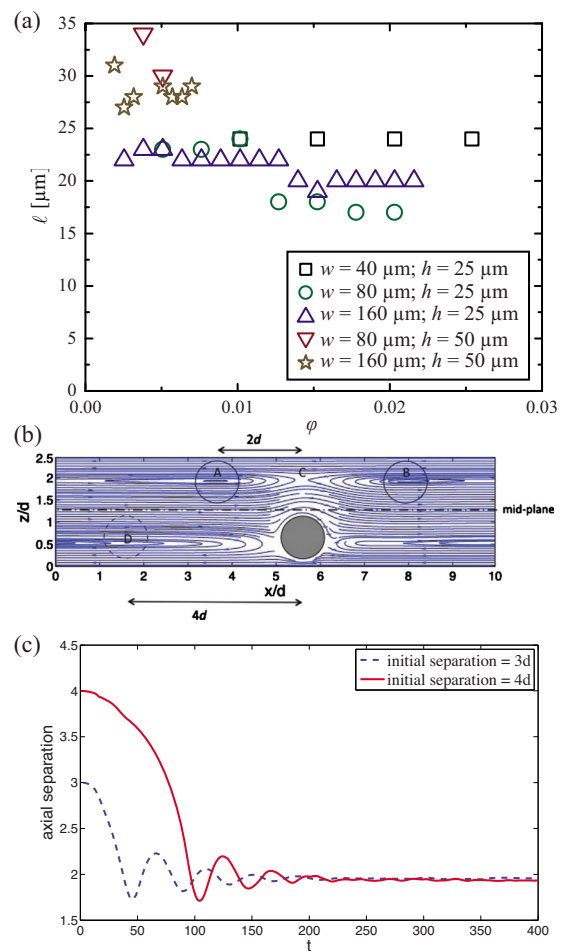 (a)
35
30
25
20
15
10
5
0
ℓ [µm]
w = 40 µm; h = 25 µm
w = 80 µm; h = 25 µm
w = 160 µm; h = 25 µm
w = 80 µm; h = 50 µm
w = 160 µm; h = 50 µm
0.00 0.01 0.02 0.03
φ
(b)
2d
2.5
2
1.5
1
0.5
0
z/d
A C B
mid-plane
D
0 1 2 3 4 5 6 7 8 9 10
x/d
4d
(c)
4.5
4
3.5
3
2.5
2
1.5
axial separation
initial separation = 3d
initial separation = 4d
0 50 100 150 200 250 300 350 400
t